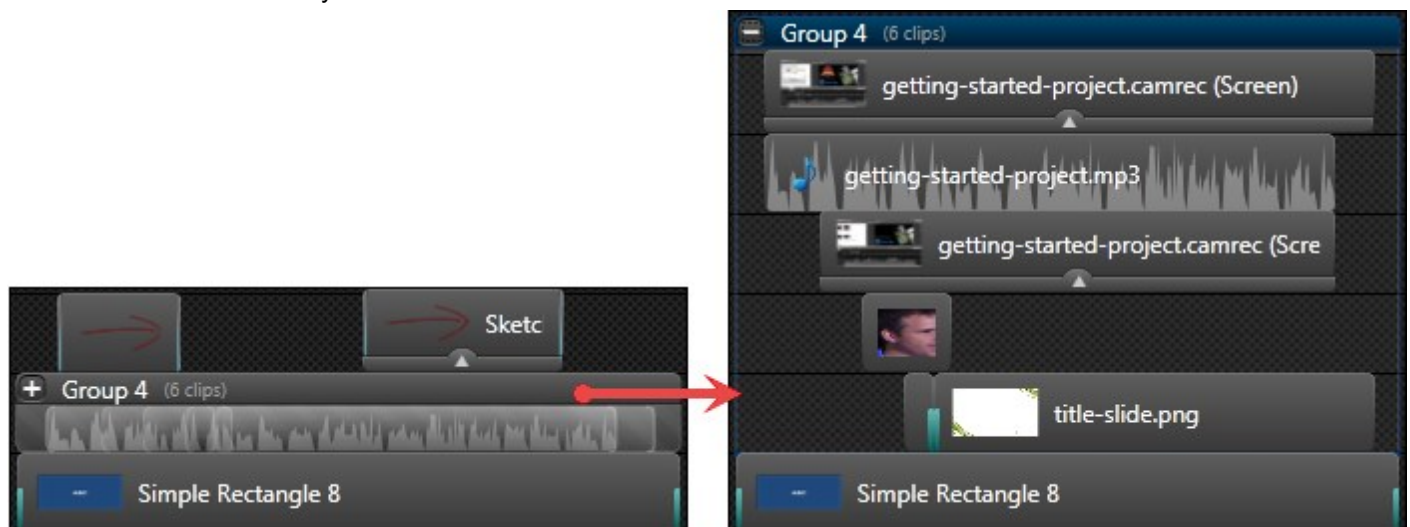 Sketc
Group 4 (6 clips)
Simple Rectangle 8
Group 4 (6 clips)
getting-started-project.camrec (Screen)
getting-started-project.mp3
getting-started-project.camrec (Scre
title-slide.png
Simple Rectangle 8